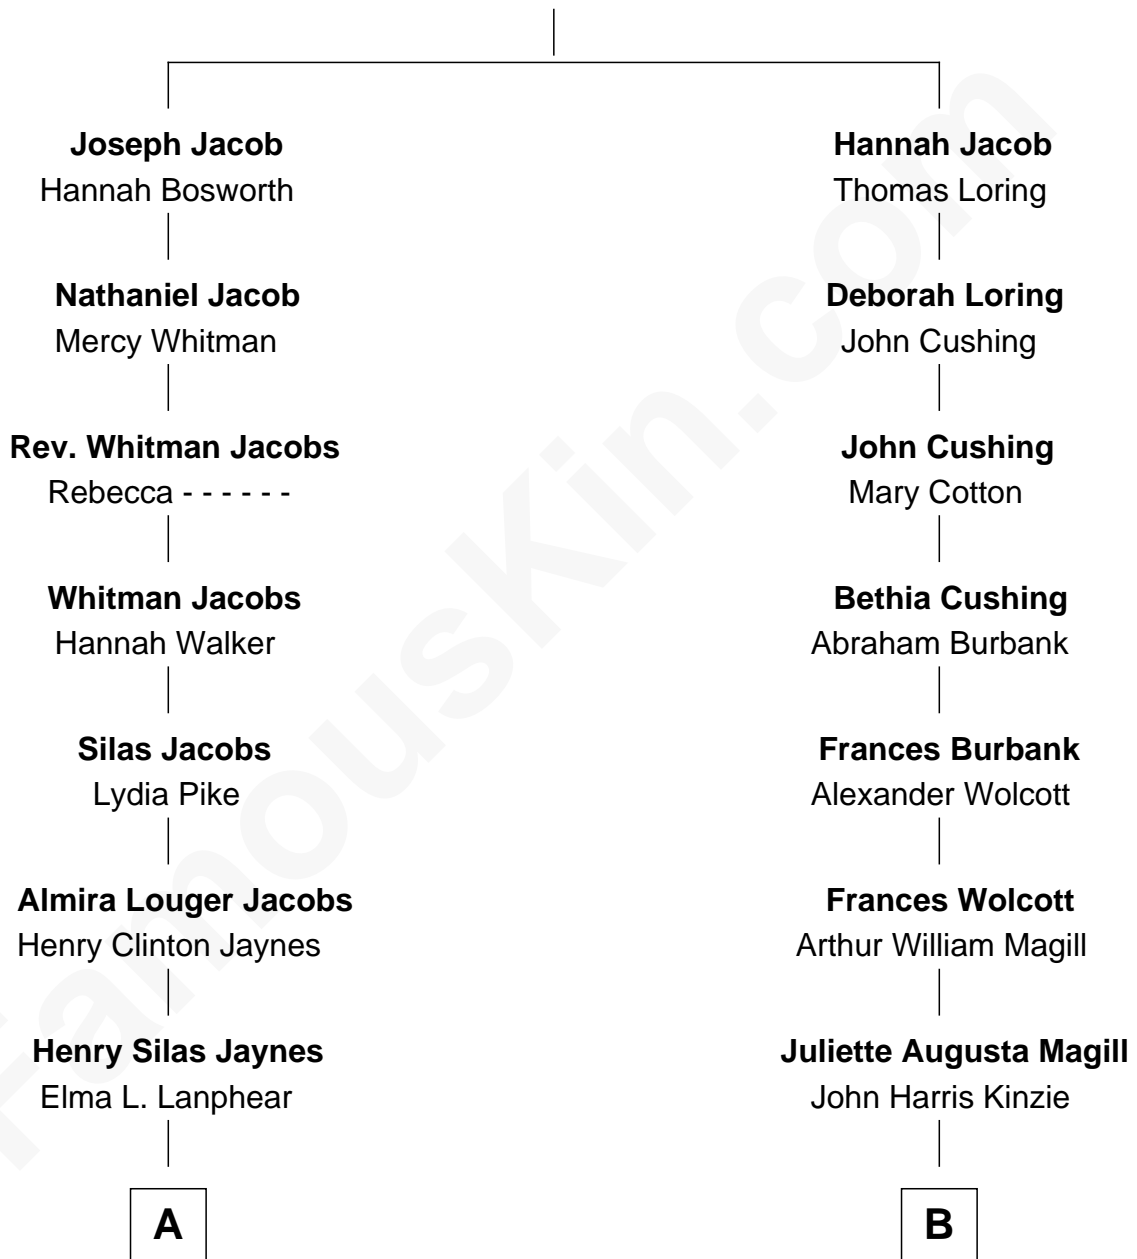 Joseph Jacob
Hannah Bosworth
Nathaniel Jacob
Mercy Whitman
Rev. Whitman Jacobs
Rebecca - - - - - -
Whitman Jacobs
Hannah Walker
Silas Jacobs
Lydia Pike
Almira Louger Jacobs
Henry Clinton Jaynes
Henry Silas Jaynes
Elma L. Lanphear
A
Hannah Jacob
Thomas Loring
Deborah Loring
John Cushing
John Cushing
Mary Cotton
Bethia Cushing
Abraham Burbank
Frances Burbank
Alexander Wolcott
Frances Wolcott
Arthur William Magill
Juliette Augusta Magill
John Harris Kinzie
B
FamousKin.com